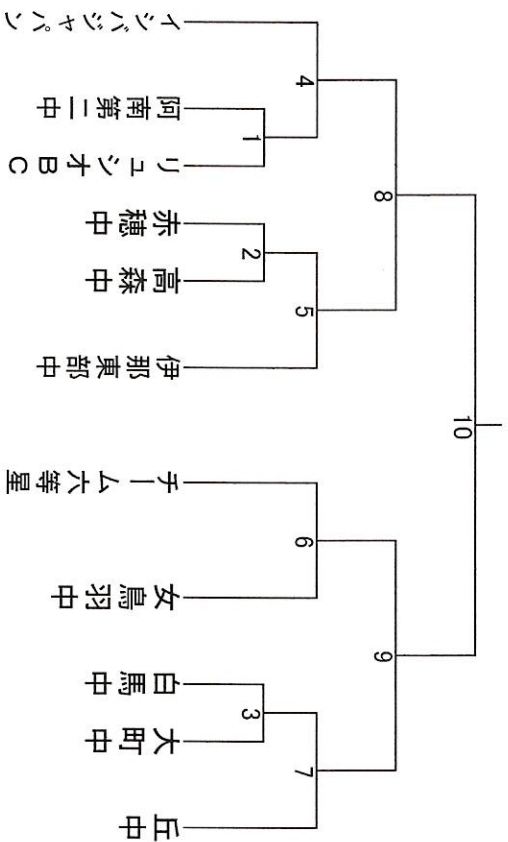 イシバジャパン
阿南第二中
リュシオBC
赤穂中
高森中
伊那東部中
チーム六等星
女鳥羽中
白馬中
大町中
丘中
1
2
3
4
5
6
7
8
9
10